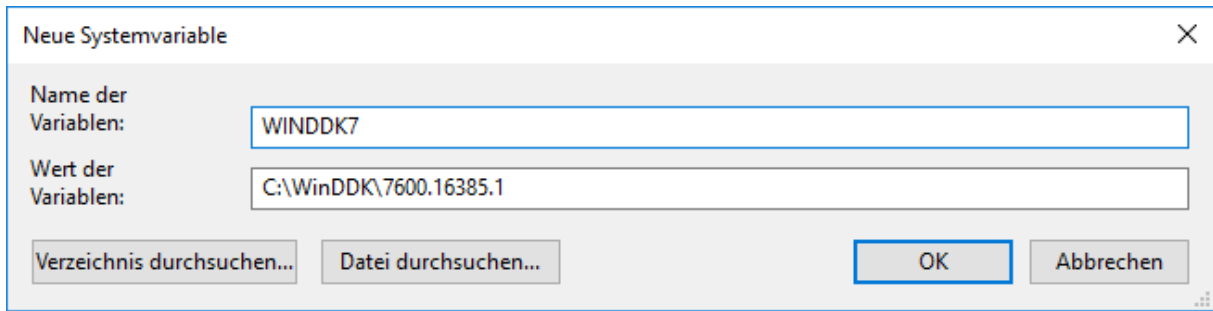 Neue Systemvariable
Name der
Variablen:
WINDDK7
Wert der
Variablen:
C:\WinDDK\7600.16385.1
Verzeichnis durchsuchen...
Datei durchsuchen...
OK
Abbrechen